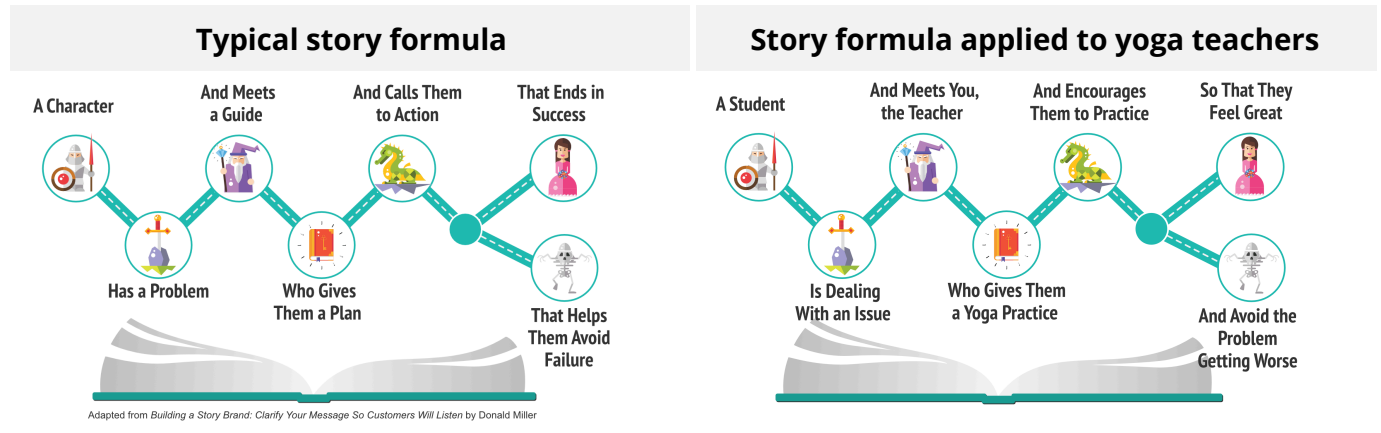 Typical story formula
A Character
And Meets
a Guide
And Calls Them
to Action
That Ends in
Success
Has a Problem
Who Gives
Them a Plan
That Helps
Them Avoid
Failure
Adapted from Building a Story Brand: Clarify Your Message So Customers Will Listen by Donald Miller
Story formula applied to yoga teachers
A Student
And Meets You,
the Teacher
And Encourages
Them to Practice
So That They
Feel Great
Is Dealing
With an Issue
Who Gives Them
a Yoga Practice
And Avoid the
Problem
Getting Worse